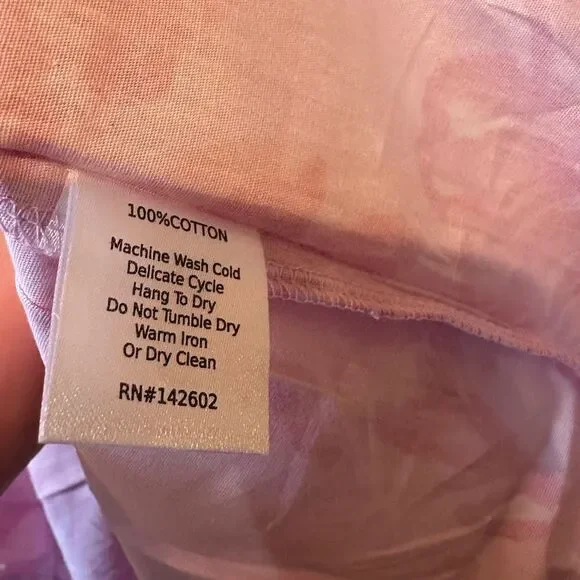 100%COTTON
Machine Wash Cold
Delicate Cycle
Hang To Dry
Do Not Tumble Dry
Warm Iron
Or Dry Clean
RN#142602